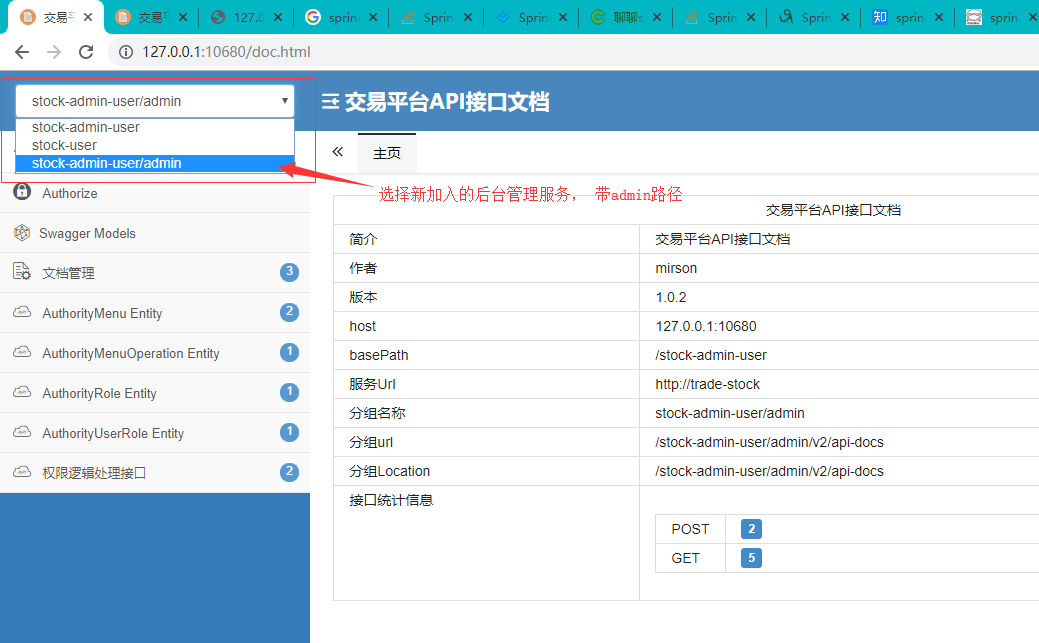 交易平
交易平
127.0
sprin
Sprin
Sprin
聊聊s
Sprin
Sprin
知 sprin
sprin
127.0.0.1:10680/doc.html
stock-admin-user/admin
交易平台API接口文档
stock-admin-user
stock-user
stock-admin-user/admin
主页
选择新加入的后台管理服务， 带admin路径
Authorize
Swagger Models
文档管理 3
AuthorityMenu Entity 2
AuthorityMenuOperation Entity 1
AuthorityRole Entity 1
AuthorityUserRole Entity 1
权限逻辑处理接口 2
交易平台API接口文档
简介 交易平台API接口文档
作者 mirson
版本 1.0.2
host 127.0.0.1:10680
basePath /stock-admin-user
服务Url http://trade-stock
分组名称 stock-admin-user/admin
分组url /stock-admin-user/admin/v2/api-docs
分组Location /stock-admin-user/admin/v2/api-docs
接口统计信息
POST 2
GET 5